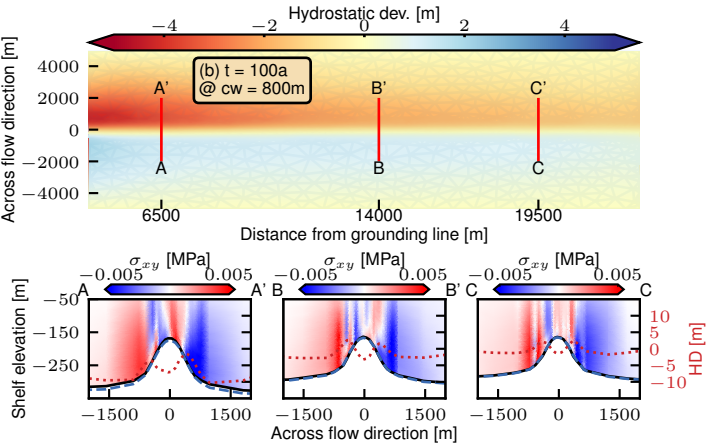 Hydrostatic dev. [m]
−4 −2 0 2 4
Across flow direction [m]
4000
2000
0
−2000
−4000
(b) t = 100a
@ cw = 800m
A' B' C'
A B C
6500 14000 19500
Distance from grounding line [m]
σxy [MPa] σxy [MPa] σxy [MPa]
−0.005 0.005 −0.005 0.005 −0.005 0.005
A A' B B' C C
Shelf elevation [m]
−50
−150
−250
10
5
0
−5
−10
HD [m]
−1500 0 1500 −1500 0 1500 −1500 0 1500
Across flow direction [m]